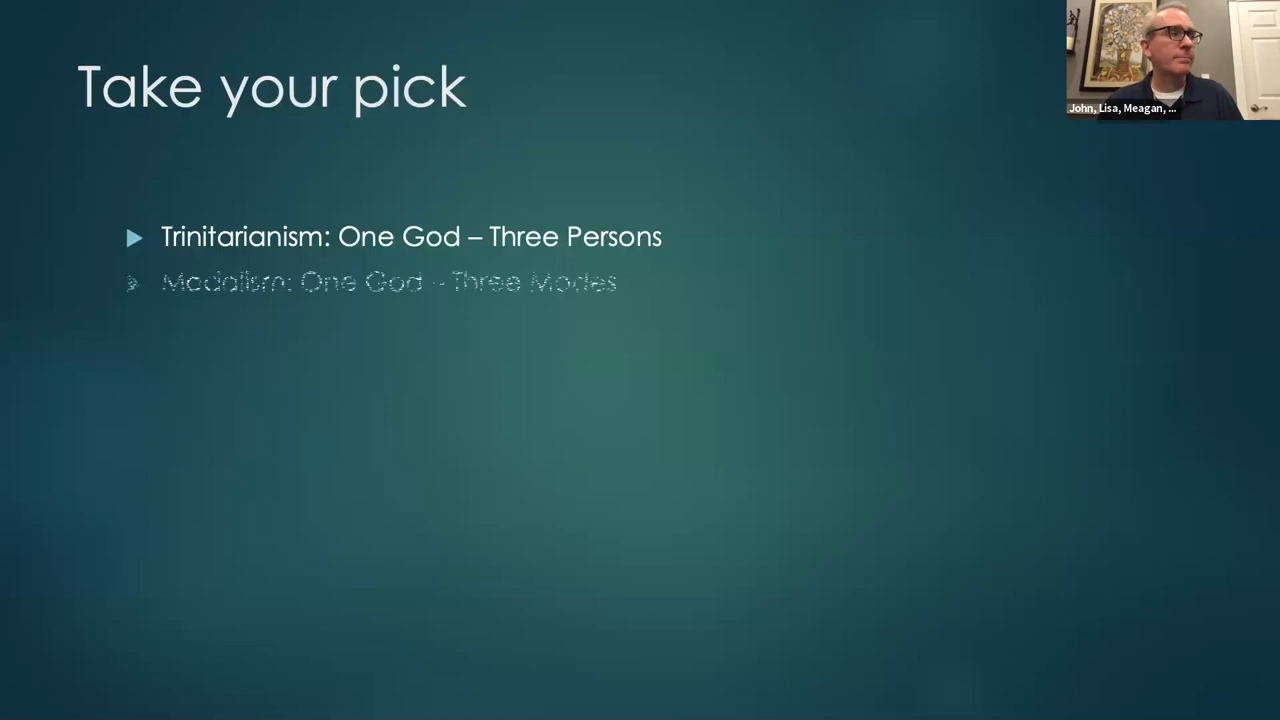 Take your pick
Trinitarianism: One God – Three Persons
Modalism: One God – Three Modes
John, Lisa, Meagan, ...